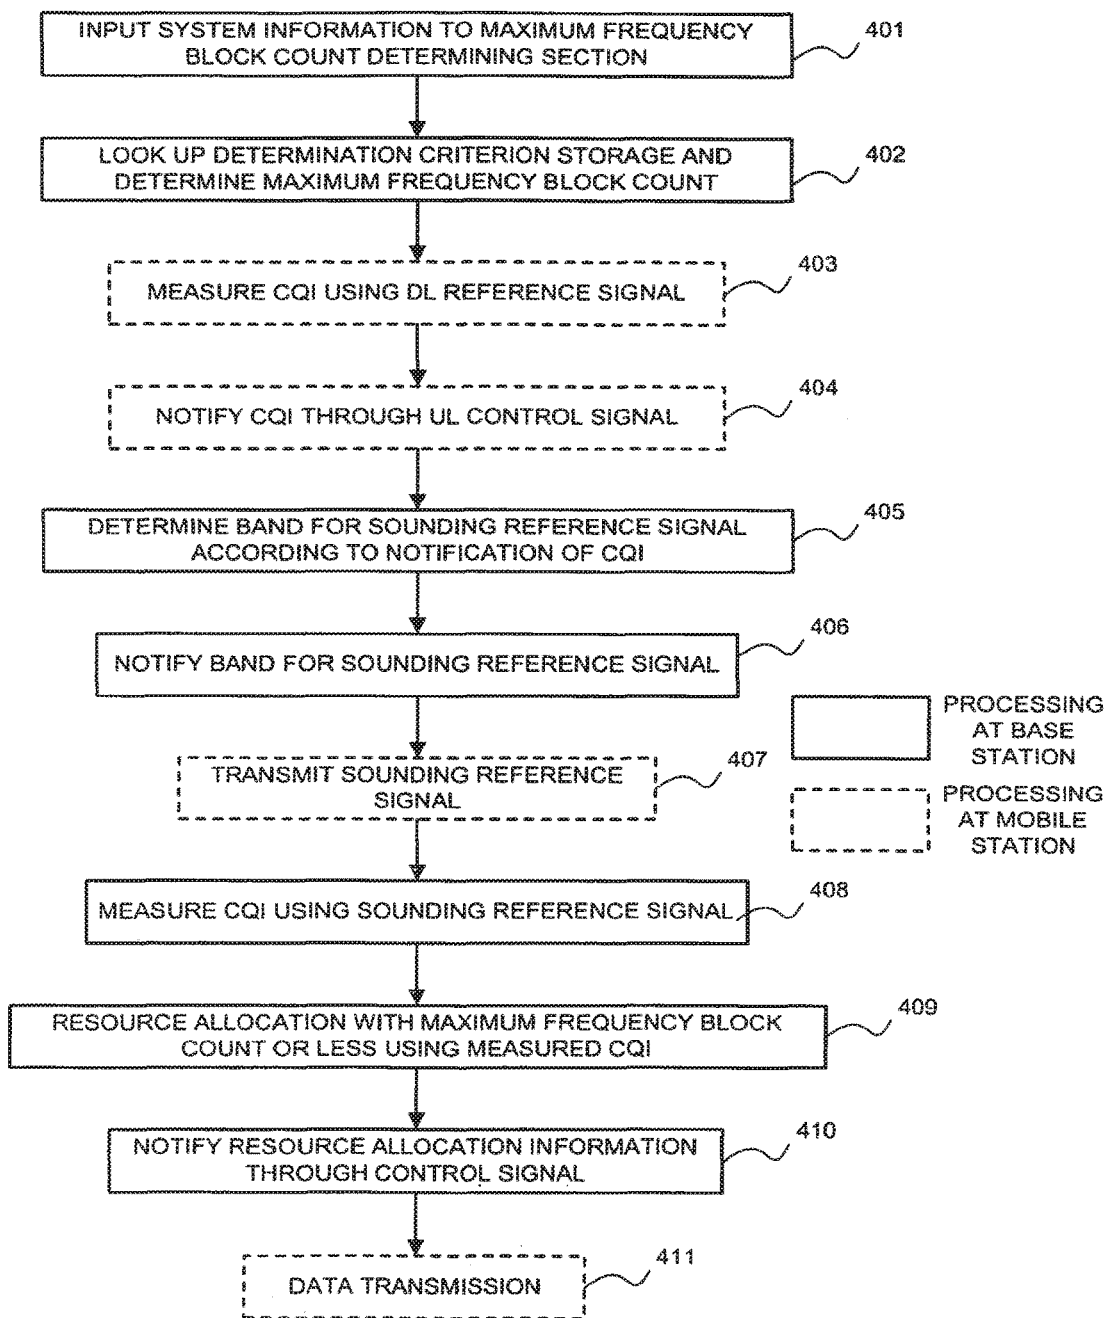 INPUT SYSTEM INFORMATION TO MAXIMUM FREQUENCY
BLOCK COUNT DETERMINING SECTION
401
LOOK UP DETERMINATION CRITERION STORAGE AND
DETERMINE MAXIMUM FREQUENCY BLOCK COUNT
402
MEASURE CQI USING DL REFERENCE SIGNAL
403
NOTIFY CQI THROUGH UL CONTROL SIGNAL
404
DETERMINE BAND FOR SOUNDING REFERENCE SIGNAL
ACCORDING TO NOTIFICATION OF CQI
405
NOTIFY BAND FOR SOUNDING REFERENCE SIGNAL
406
TRANSMIT SOUNDING REFERENCE
SIGNAL
407
MEASURE CQI USING SOUNDING REFERENCE SIGNAL
408
RESOURCE ALLOCATION WITH MAXIMUM FREQUENCY BLOCK
COUNT OR LESS USING MEASURED CQI
409
NOTIFY RESOURCE ALLOCATION INFORMATION
THROUGH CONTROL SIGNAL
410
DATA TRANSMISSION
411
PROCESSING
AT BASE
STATION
PROCESSING
AT MOBILE
STATION